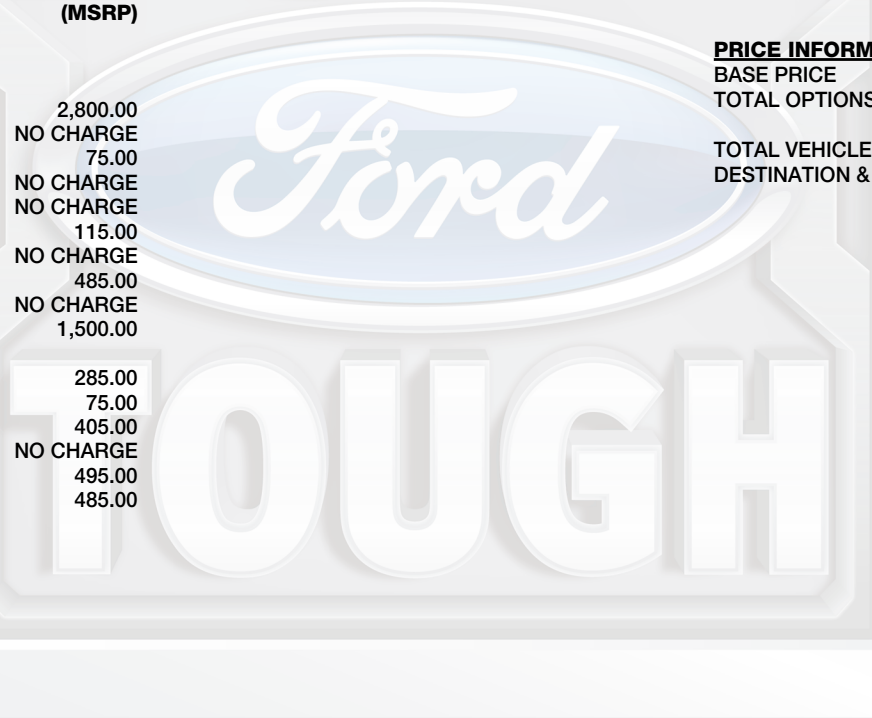 (MSRP)
2,800.00
NO CHARGE
75.00
NO CHARGE
NO CHARGE
115.00
NO CHARGE
485.00
NO CHARGE
1,500.00
285.00
75.00
405.00
NO CHARGE
495.00
485.00
PRICE INFORM
BASE PRICE
TOTAL OPTIONS
TOTAL VEHICLE
DESTINATION &
Ford
TOUGH